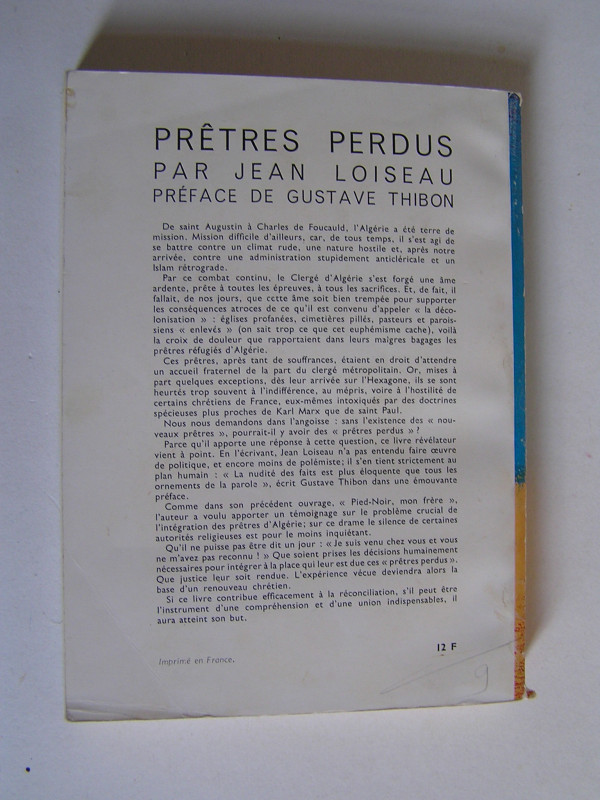 PRÊTRES PERDUS
PAR JEAN LOISEAU
PRÉFACE DE GUSTAVE THIBON
De saint Augustin à Charles de Foucauld, l'Algérie a été terre de
mission. Mission difficile d'ailleurs, car, de tous temps, il s'est agi de
se battre contre un climat rude, une nature hostile et, après notre
arrivée, contre une administration stupidement anticléricale et un
Islam rétrograde.
Par ce combat continu, le Clergé d'Algérie s'est forgé une âme
ardente, prête à toutes les épreuves, à tous les sacrifices. Et, de fait, il
fallait, de nos jours, que cette âme soit bien trempée pour supporter
les conséquences atroces de ce qu'il est convenu d'appeler « la déco-
lonisation » : églises profanées, cimetières pillés, pasteurs et parois-
siens « enlevés » (on sait trop ce que cet euphémisme cache), voilà
la croix de douleur que rapportaient dans leurs maigres bagages les
prêtres réfugiés d'Algérie.
Ces prêtres, après tant de souffrances, étaient en droit d'attendre
un accueil fraternel de la part du clergé métropolitain. Or, mises à
part quelques exceptions, dès leur arrivée sur l'Hexagone, ils se sont
heurtés trop souvent à l'indifférence, au mépris, voire à l'hostilité de
certains chrétiens de France, eux-mêmes intoxiqués par des doctrines
spécieuses plus proches de Karl Marx que de saint Paul.
Nous nous demandons dans l'angoisse : sans l'existence des « nou-
veaux prêtres », pourrait-il y avoir des « prêtres perdus » ?
Parce qu'il apporte une réponse à cette question, ce livre révélateur
vient à point. En l'écrivant, Jean Loiseau n'a pas entendu faire œuvre
de politique, et encore moins de polémiste; il s'en tient strictement au
plan humain : « La nudité des faits est plus éloquente que tous les
ornements de la parole », écrit Gustave Thibon dans une émouvante
préface.
Comme dans son précédent ouvrage, « Pied-Noir, mon frère »,
l'auteur a voulu apporter un témoignage sur le problème crucial de
l'intégration des prêtres d'Algérie; sur ce drame le silence de certaines
autorités religieuses est pour le moins inquiétant.
Qu'il ne puisse pas être dit un jour : « Je suis venu chez vous et vous
ne m'avez pas reconnu ! » Que soient prises les décisions humainement
nécessaires pour intégrer à la place qui leur est due ces « prêtres perdus ».
Que justice leur soit rendue. L'expérience vécue deviendra alors la
base d'un renouveau chrétien.
Si ce livre contribue efficacement à la réconciliation, s'il peut être
l'instrument d'une compréhension et d'une union indispensables, il
aura atteint son but.
12 F
Imprimé en France.
9